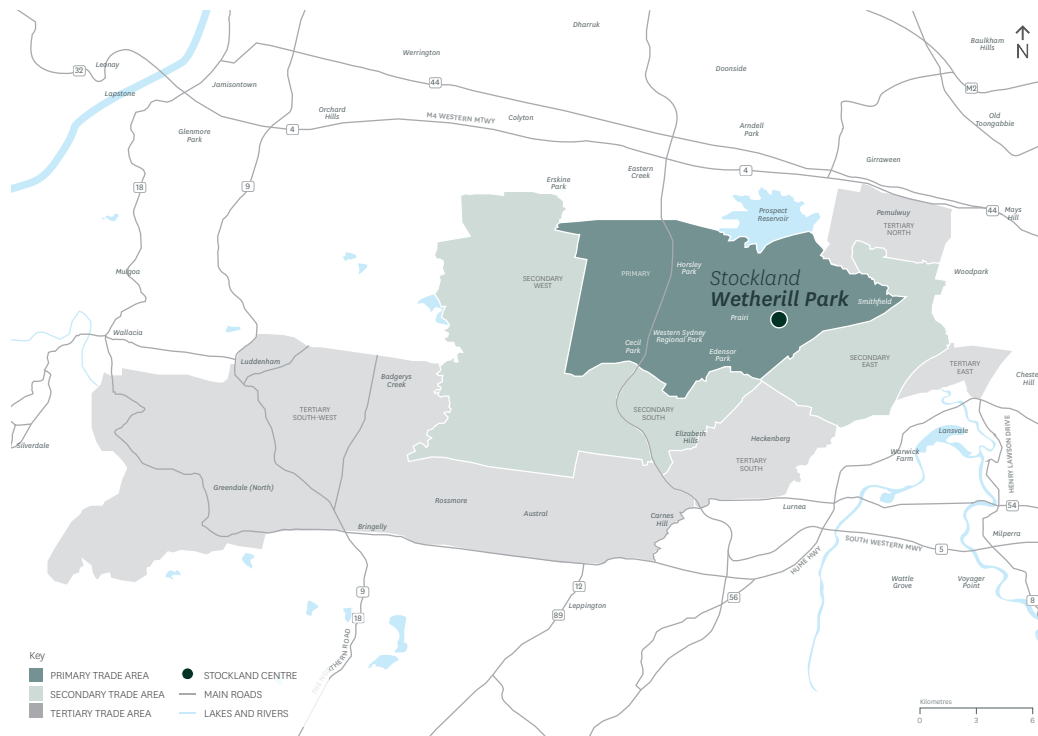 Dharruk
N
Baulkham
Hills
Werrington
Leonay
32
Doonside
44
Jamisontown
M2
Lapstone
Orchard
Hills
M4 WESTERN MTWY
Colyton
Old
Toongabbie
Glenmore
Park
4
Arndell
Park
Girraween
Eastern
Creek
4
Erskine
Park
18
9
Prospect
Reservoir
Pemulwuy
TERTIARY
NORTH
44
Mays
Hill
Mulgoa
Horsley
Park
PRIMARY
SECONDARY
WEST
Stockland
Wetherill Park
Woodpark
Smithfield
Prairi
Wallacia
Western Sydney
Regional Park
Cecil
Park
Edensor
Park
Luddenham
SECONDARY
EAST
TERTIARY
EAST
Badgerys
Creek
Cheste
Hill
TERTIARY
SOUTH-WEST
SECONDARY
SOUTH
Elizabeth
Hills
Heckenberg
Lansvale
HENRY LAWSON DRIVE
Silverdale
Warwick
Farm
TERTIARY
SOUTH
Greendale (North)
Rossmore
Austral
Carnes
Hill
Lurnea
54
Bringelly
Milperra
SOUTH WESTERN MWY
5
HUME HWY
Wattle
Grove
Voyager
Point
12
9
56
8
Leppington
89
18
THE NORTHERN ROAD
Key
PRIMARY TRADE AREA
STOCKLAND CENTRE
SECONDARY TRADE AREA
MAIN ROADS
TERTIARY TRADE AREA
LAKES AND RIVERS
Kilometres
0 3 6